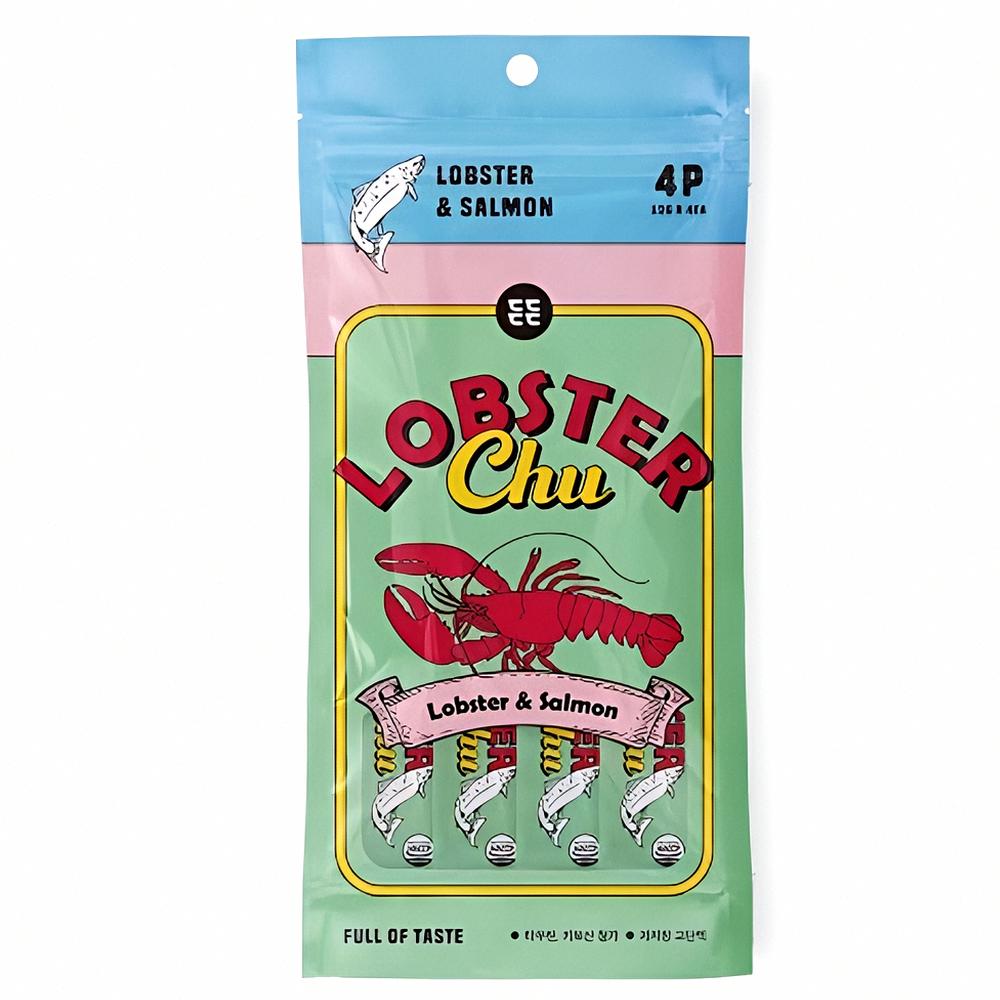 LOBSTER
& SALMON
4P
LOBSTER
Chu
Lobster & Salmon
FULL OF TASTE